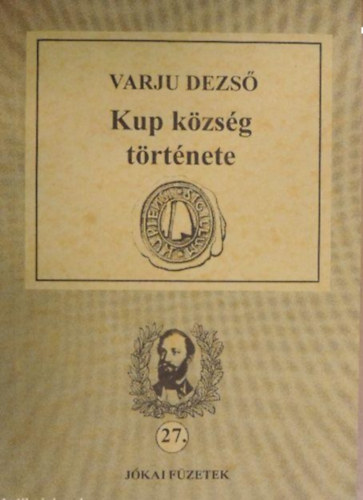 VARJU DEZSŐ
Kup község
története
27.
JÓKAI FÜZETEK